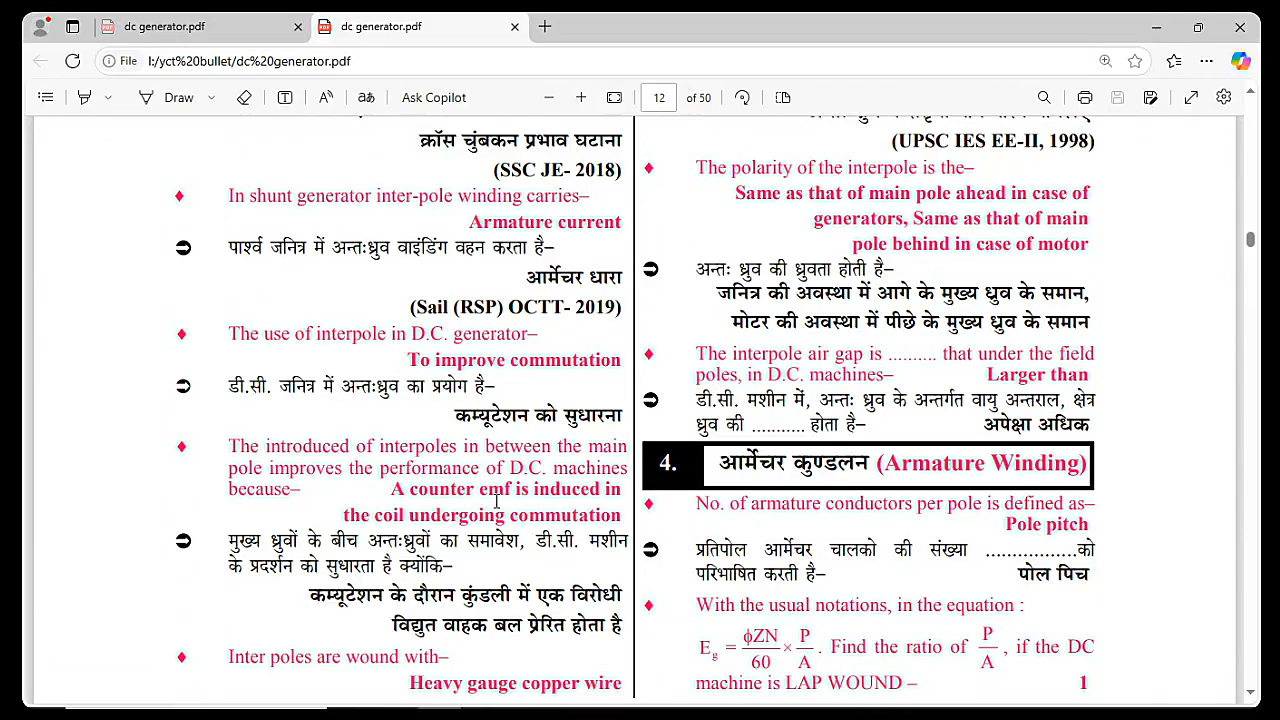 dc generator.pdf
dc generator.pdf
File
I:/yct%20bullet/dc%20generator.pdf
Draw
Ask Copilot
12
of 50
क्रॉस चुंबकन प्रभाव घटाना
(SSC JE- 2018)
♦ In shunt generator inter-pole winding carries–
Armature current
⮊ पार्श्व जनित्र में अन्तःध्रुव वाइंडिंग वहन करता है–
आर्मेचर धारा
(Sail (RSP) OCTT- 2019)
♦ The use of interpole in D.C. generator–
To improve commutation
⮊ डी.सी. जनित्र में अन्तःध्रुव का प्रयोग है–
कम्यूटेशन को सुधारना
♦ The introduced of interpoles in between the main
pole improves the performance of D.C. machines
because– A counter emf is induced in
the coil undergoing commutation
⮊ मुख्य ध्रुवों के बीच अन्तःध्रुवों का समावेश, डी.सी. मशीन
के प्रदर्शन को सुधारता है क्योंकि–
कम्यूटेशन के दौरान कुंडली में एक विरोधी
विद्युत वाहक बल प्रेरित होता है
♦ Inter poles are wound with–
Heavy gauge copper wire
(UPSC IES EE-II, 1998)
♦ The polarity of the interpole is the–
Same as that of main pole ahead in case of
generators, Same as that of main
pole behind in case of motor
⮊ अन्तः ध्रुव की ध्रुवता होती है–
जनित्र की अवस्था में आगे के मुख्य ध्रुव के समान,
मोटर की अवस्था में पीछे के मुख्य ध्रुव के समान
♦ The interpole air gap is .......... that under the field
poles, in D.C. machines– Larger than
⮊ डी.सी. मशीन में, अन्तः ध्रुव के अन्तर्गत वायु अन्तराल, क्षेत्र
ध्रुव की ........... होता है– अपेक्षा अधिक
4. आर्मेचर कुण्डलन (Armature Winding)
♦ No. of armature conductors per pole is defined as–
Pole pitch
⮊ प्रतिपोल आर्मेचर चालको की संख्या ..................को
परिभाषित करती है– पोल पिच
♦ With the usual notations, in the equation :
E_g = ϕZN/60 × P/A . Find the ratio of P/A , if the DC
machine is LAP WOUND – 1